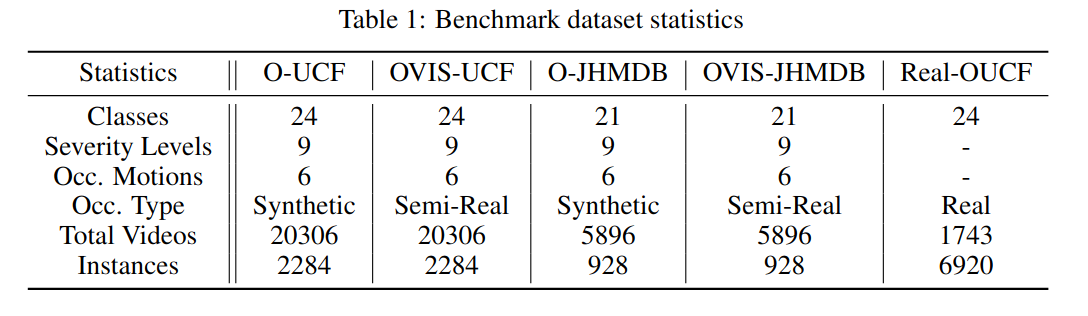 Table 1: Benchmark dataset statistics
Statistics O-UCF OVIS-UCF O-JHMDB OVIS-JHMDB Real-OUCF
Classes 24 24 21 21 24
Severity Levels 9 9 9 9 -
Occ. Motions 6 6 6 6 -
Occ. Type Synthetic Semi-Real Synthetic Semi-Real Real
Total Videos 20306 20306 5896 5896 1743
Instances 2284 2284 928 928 6920